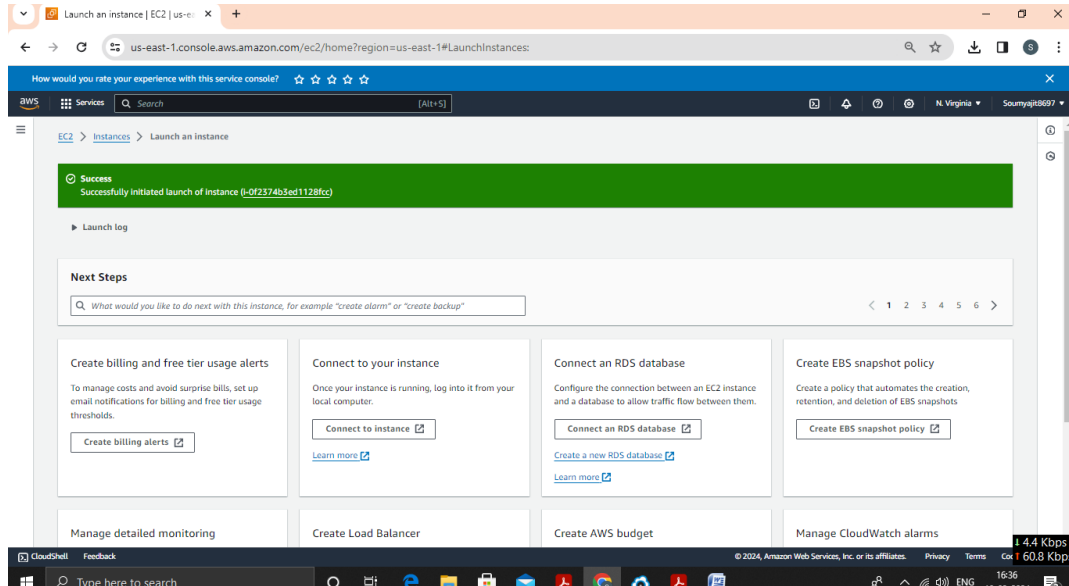 Launch an instance | EC2 | us-e
us-east-1.console.aws.amazon.com/ec2/home?region=us-east-1#LaunchInstances:
S
How would you rate your experience with this service console?
aws Services Search [Alt+S] N. Virginia ▼ Soumyajit8697 ▼
EC2 > Instances > Launch an instance
Success
Successfully initiated launch of instance (i-0f2374b3ed1128fcc)
▶ Launch log
Next Steps
What would you like to do next with this instance, for example "create alarm" or "create backup"
< 1 2 3 4 5 6 >
Create billing and free tier usage alerts
To manage costs and avoid surprise bills, set up
email notifications for billing and free tier usage
thresholds.
Create billing alerts
Connect to your instance
Once your instance is running, log into it from your
local computer.
Connect to instance
Learn more
Connect an RDS database
Configure the connection between an EC2 instance
and a database to allow traffic flow between them.
Connect an RDS database
Create a new RDS database
Learn more
Create EBS snapshot policy
Create a policy that automates the creation,
retention, and deletion of EBS snapshots
Create EBS snapshot policy
Manage detailed monitoring
Create Load Balancer
Create AWS budget
Manage CloudWatch alarms
CloudShell Feedback © 2024, Amazon Web Services, Inc. or its affiliates. Privacy Terms
4.4 Kbps
60.8 Kbps
Type here to search
ENG
16:36